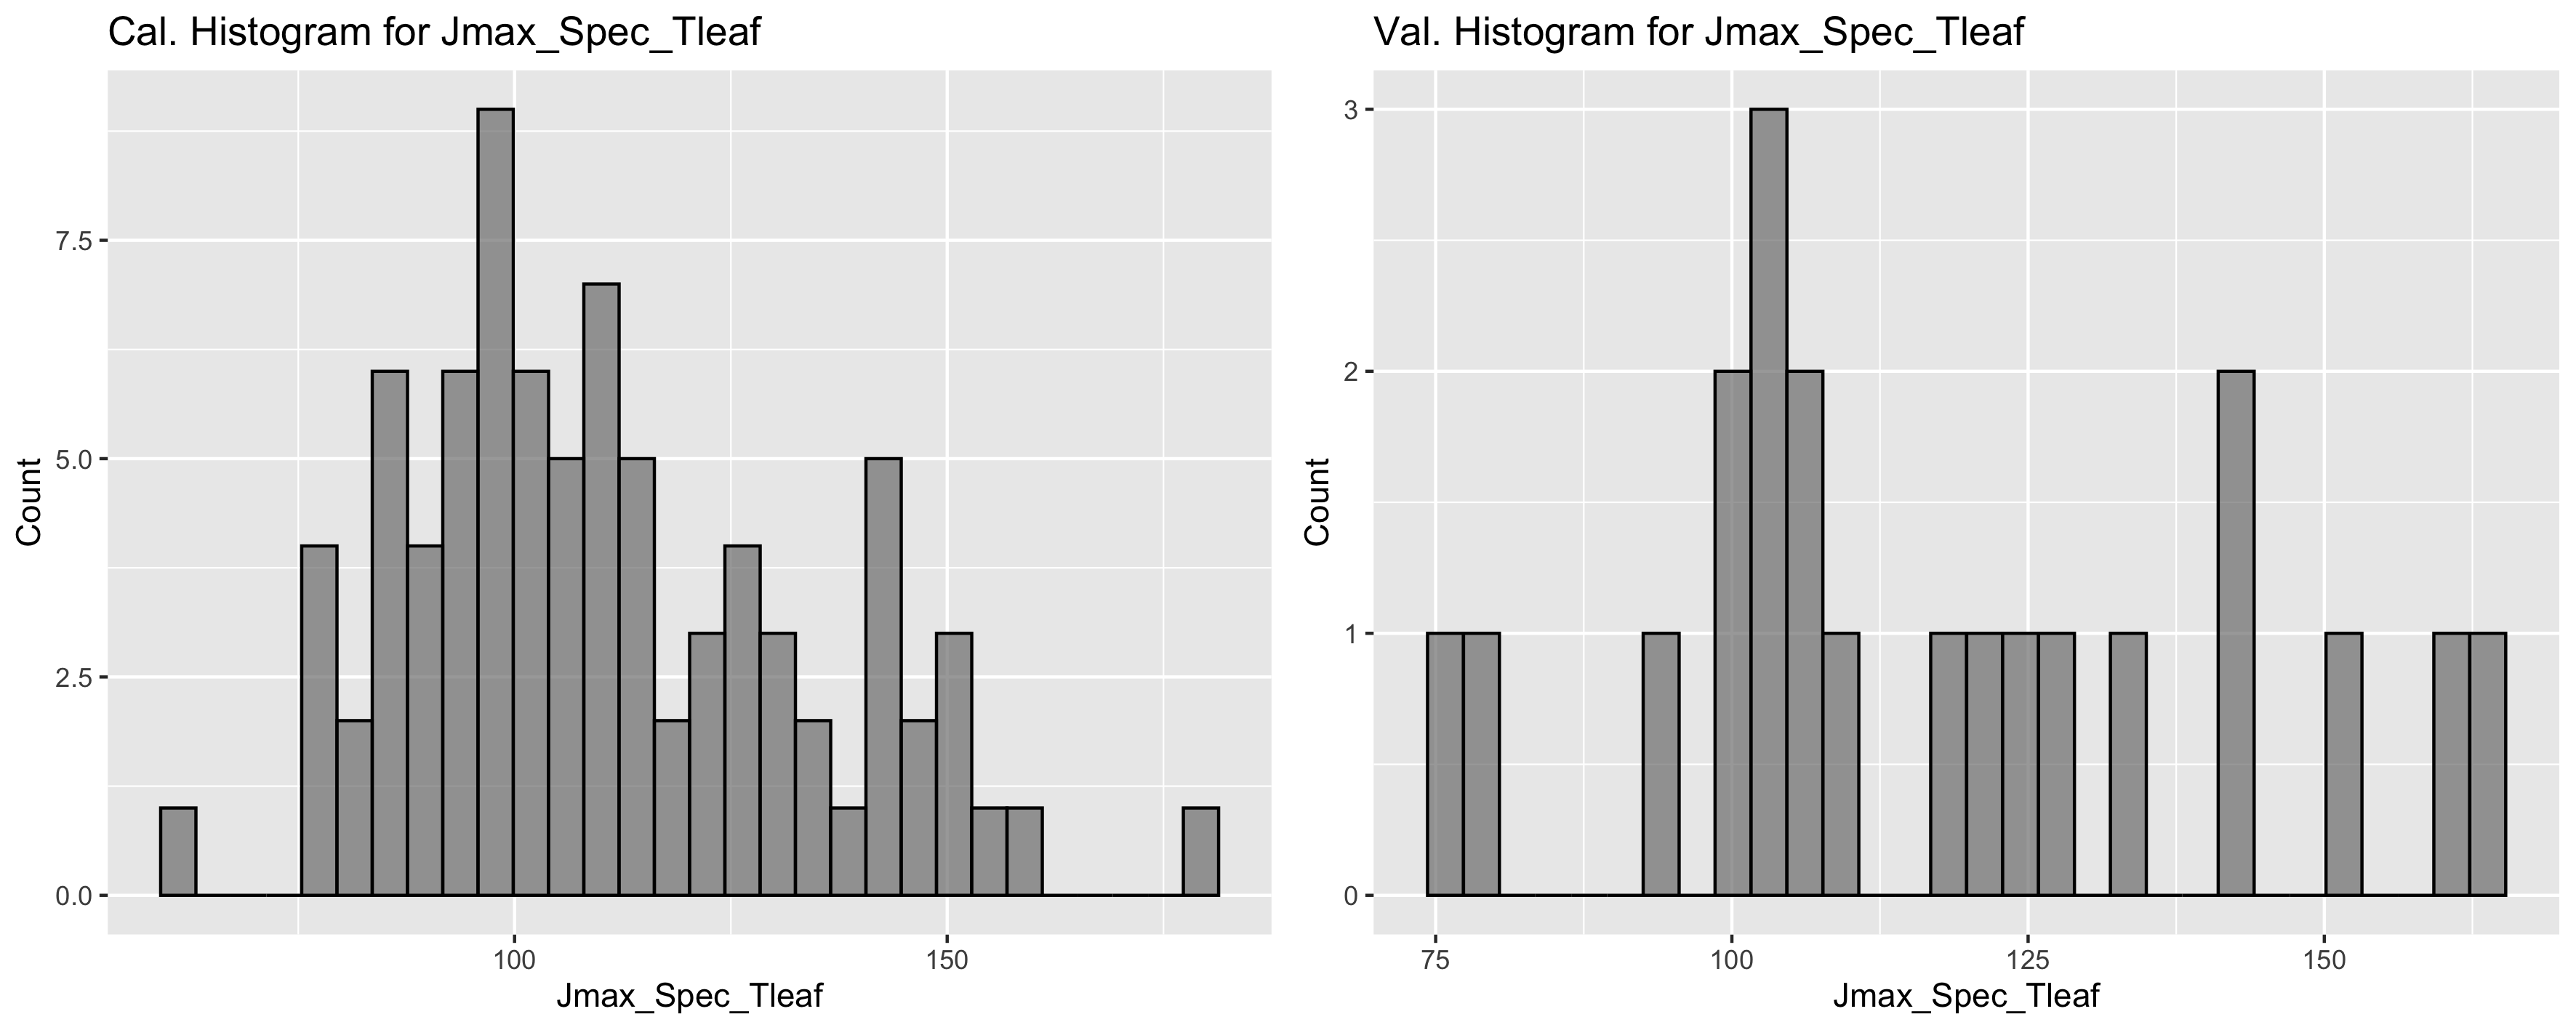 Cal. Histogram for Jmax_Spec_Tleaf
Count
7.5
5.0
2.5
0.0
100
150
Jmax_Spec_Tleaf
Val. Histogram for Jmax_Spec_Tleaf
Count
3
2
1
0
75
100
125
150
Jmax_Spec_Tleaf